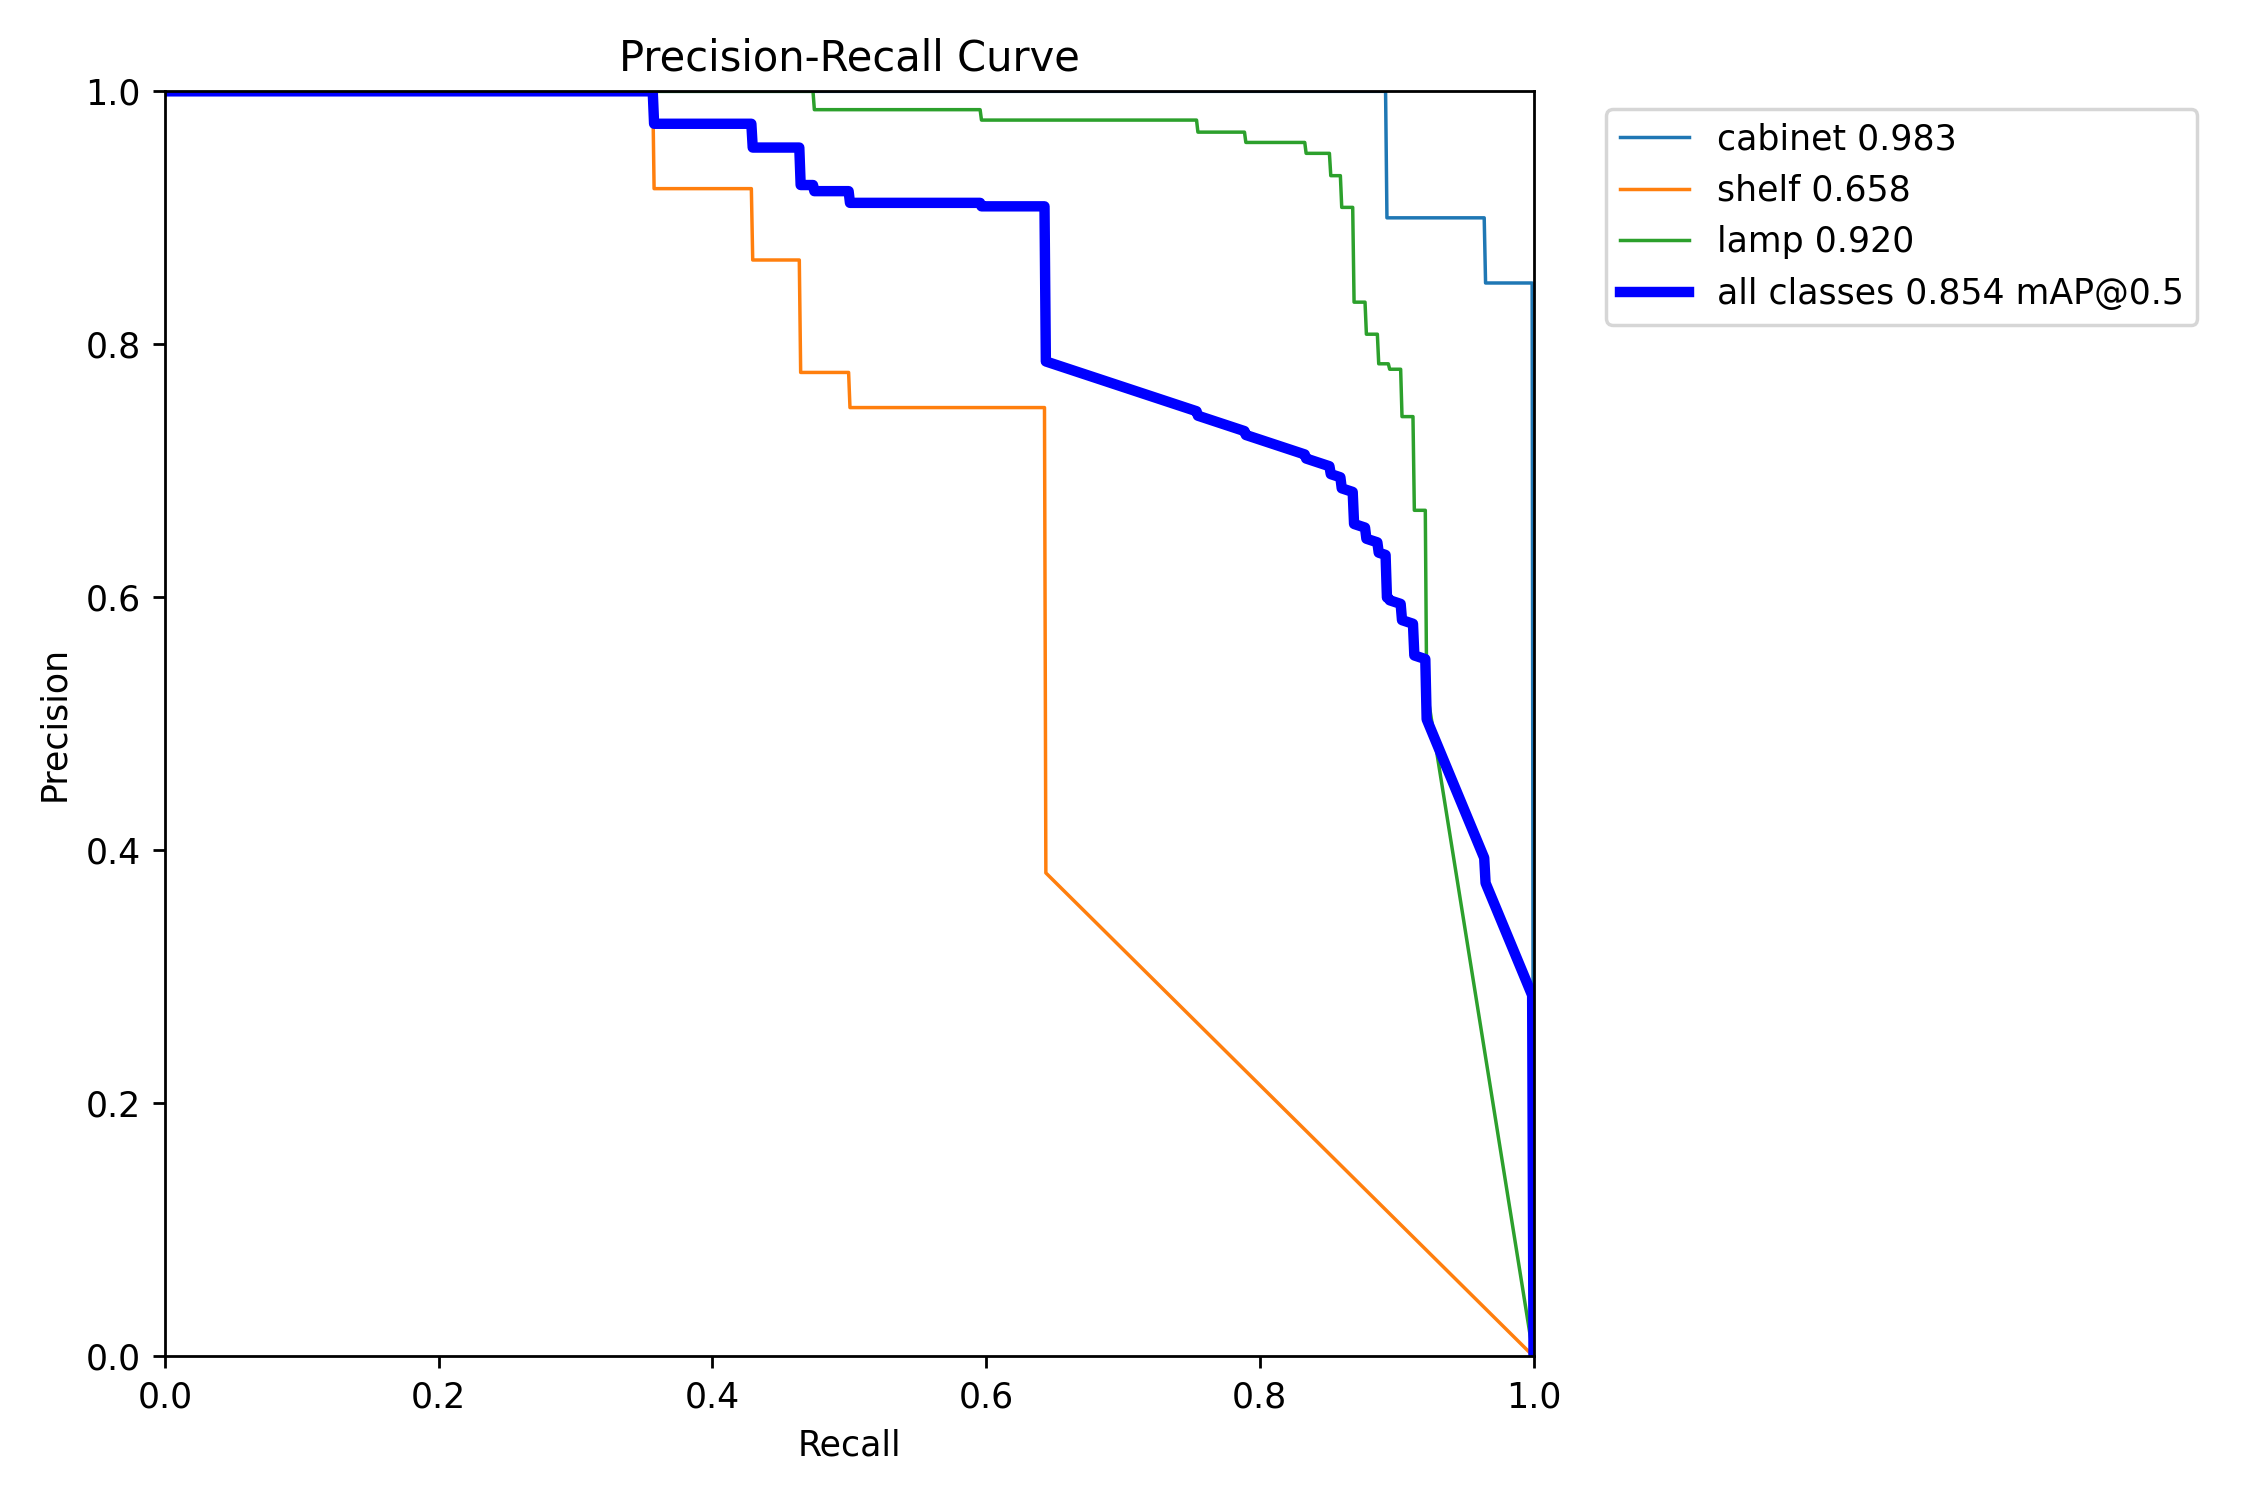 Precision-Recall Curve
1.0
0.8
0.6
0.4
0.2
0.0
Precision
0.0 0.2 0.4 0.6 0.8 1.0
Recall
cabinet 0.983
shelf 0.658
lamp 0.920
all classes 0.854 mAP@0.5